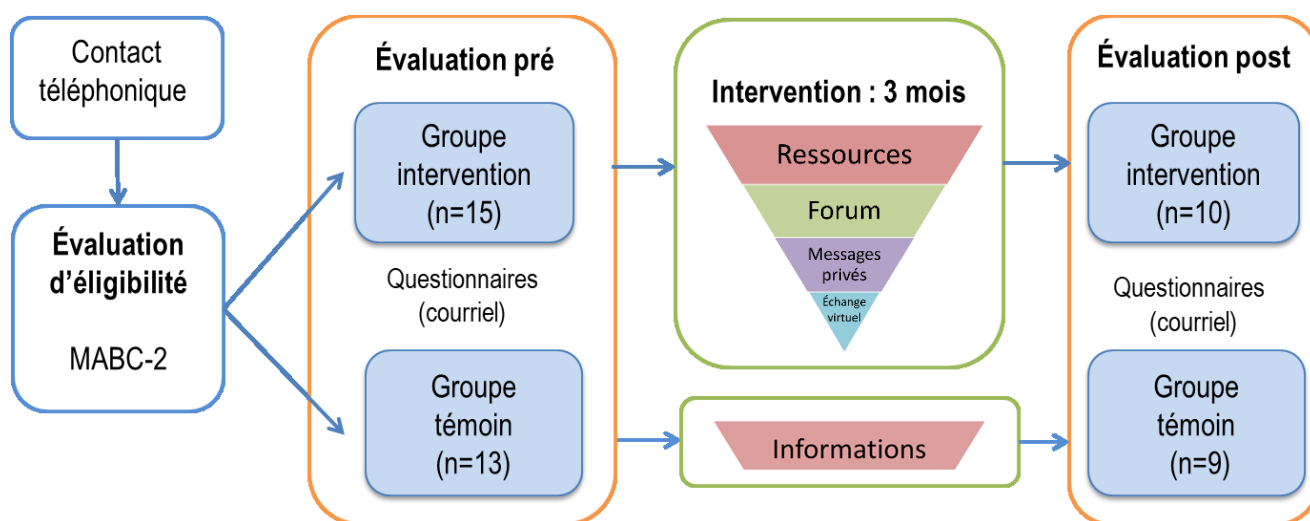 Contact
téléphonique
Évaluation
d'éligibilité
MABC-2
Évaluation pré
Groupe
intervention
(n=15)
Questionnaires
(courriel)
Groupe
témoin
(n=13)
Intervention : 3 mois
Ressources
Forum
Messages
privés
Échange
virtuel
Informations
Évaluation post
Groupe
intervention
(n=10)
Questionnaires
(courriel)
Groupe
témoin
(n=9)